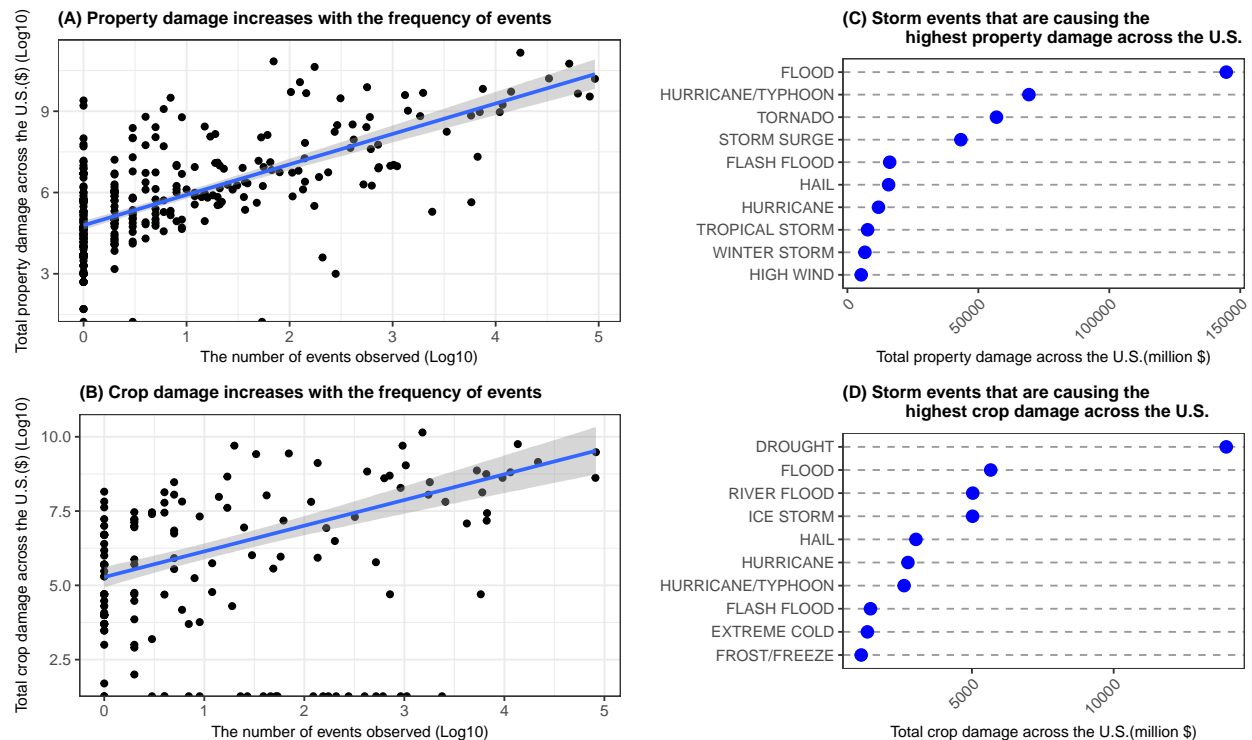 (A) Property damage increases with the frequency of events
Total property damage across the U.S.($) (Log10)
9
6
3
0
1
2
3
4
5
The number of events observed (Log10)
(C) Storm events that are causing the
highest property damage across the U.S.
FLOOD
HURRICANE/TYPHOON
TORNADO
STORM SURGE
FLASH FLOOD
HAIL
HURRICANE
TROPICAL STORM
WINTER STORM
HIGH WIND
0
50000
100000
150000
Total property damage across the U.S.(million $)
(B) Crop damage increases with the frequency of events
Total crop damage across the U.S.($) (Log10)
10.0
7.5
5.0
2.5
0
1
2
3
4
5
The number of events observed (Log10)
(D) Storm events that are causing the
highest crop damage across the U.S.
DROUGHT
FLOOD
RIVER FLOOD
ICE STORM
HAIL
HURRICANE
HURRICANE/TYPHOON
FLASH FLOOD
EXTREME COLD
FROST/FREEZE
5000
10000
Total crop damage across the U.S.(million $)